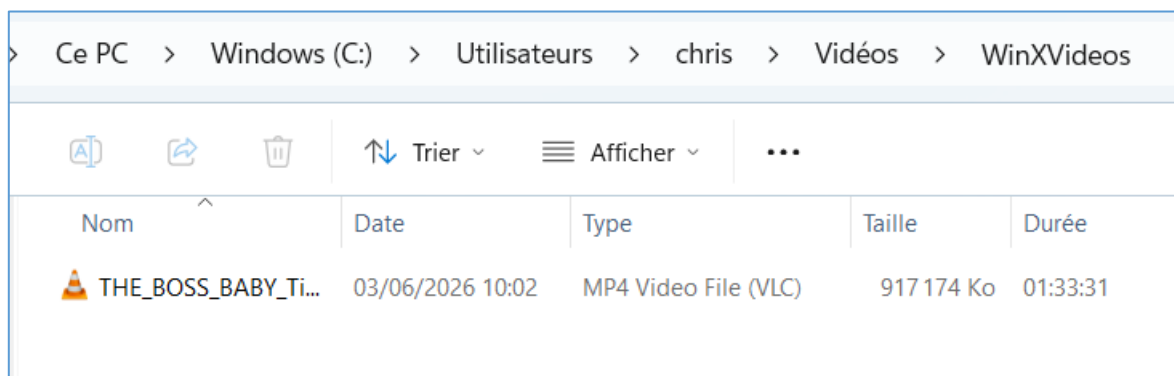 > Ce PC > Windows (C:) > Utilisateurs > chris > Vidéos > WinXVideos
Trier Afficher ...
Nom Date Type Taille Durée
THE_BOSS_BABY_Ti... 03/06/2026 10:02 MP4 Video File (VLC) 917 174 Ko 01:33:31